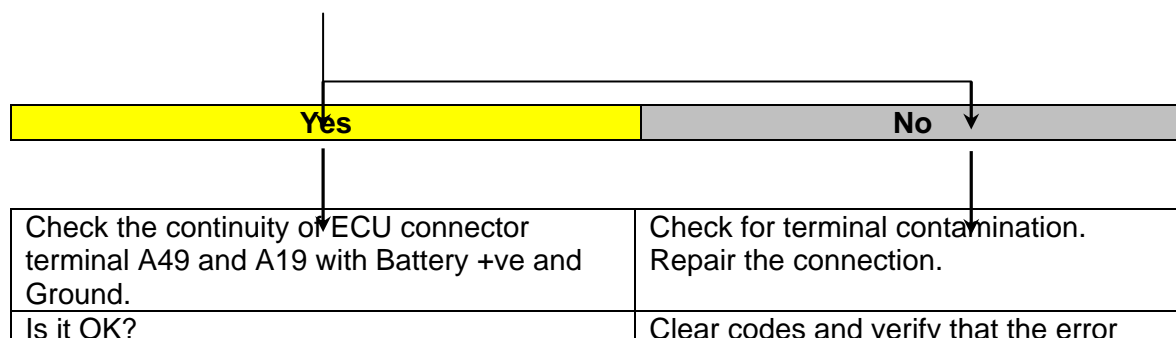 Yes
No
Check the continuity of ECU connector
terminal A49 and A19 with Battery +ve and
Ground.
Check for terminal contamination.
Repair the connection.
Is it OK?
Clear codes and verify that the error